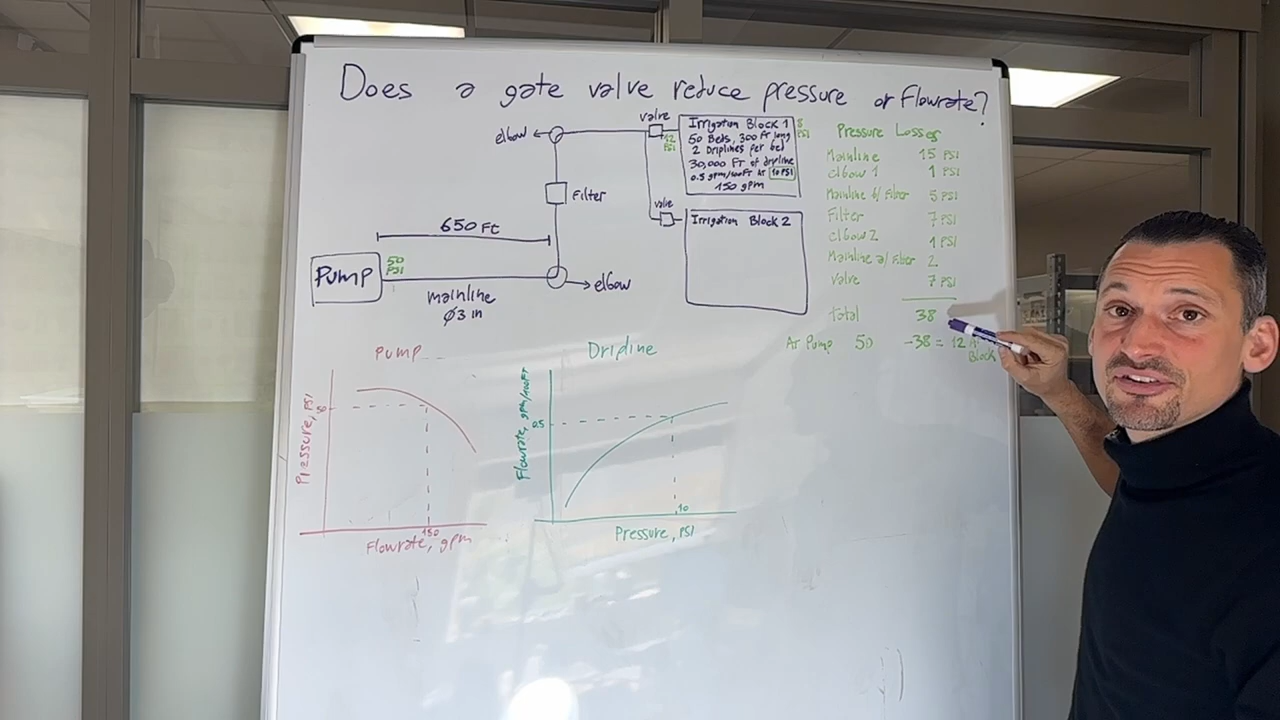 Does a gate valve reduce pressure or Flowrate?
elbow
valve
12
PSI
Irrigation Block 1
50 Beds, 300 Ft long
2 Driplines per bed
30,000 FT of dripline
0.5 gpm/100FT At 10 PSI
150 gpm
8
PSI
Filter
valve
Irrigation Block 2
650 Ft
Pump
50
PSI
mainline
Ø3 in
elbow
Pressure Losses
Mainline 15 PSI
elbow 1 1 PSI
Mainline b/ Filter 5 PSI
Filter 7 PSI
elbow 2 1 PSI
Mainline a/ Filter 2
valve 7 PSI
total 38
At Pump 50 -38 = 12 At
Block
Pump
Pressure, PSI
50
150
Flowrate, gpm
Dripline
Flowrate, gpm/100FT
0.5
10
Pressure, PSI